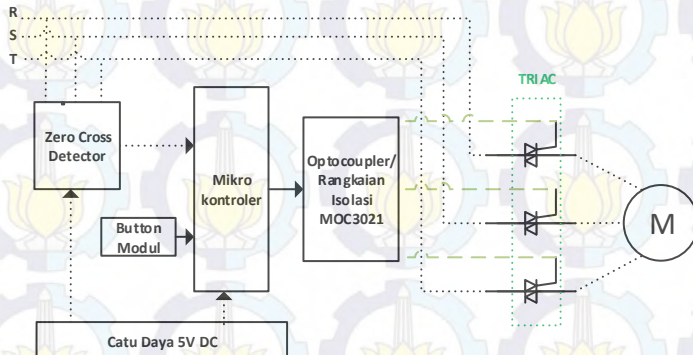 R
S
T
TRIAC
Zero Cross
Detector
Mikro
kontroler
Optocoupler/
Rangkaian
Isolasi
MOC3021
Button
Modul
M
Catu Daya 5V DC